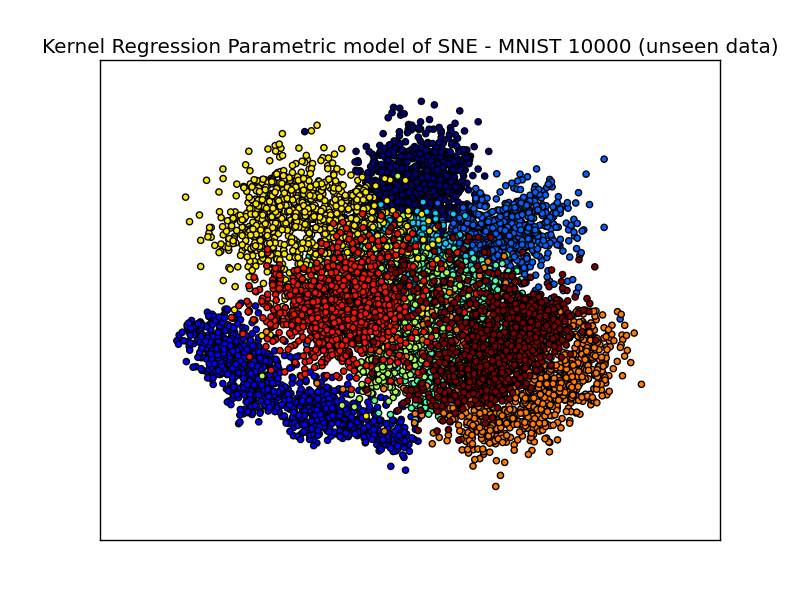 Kernel Regression Parametric model of SNE - MNIST 10000 (unseen data)